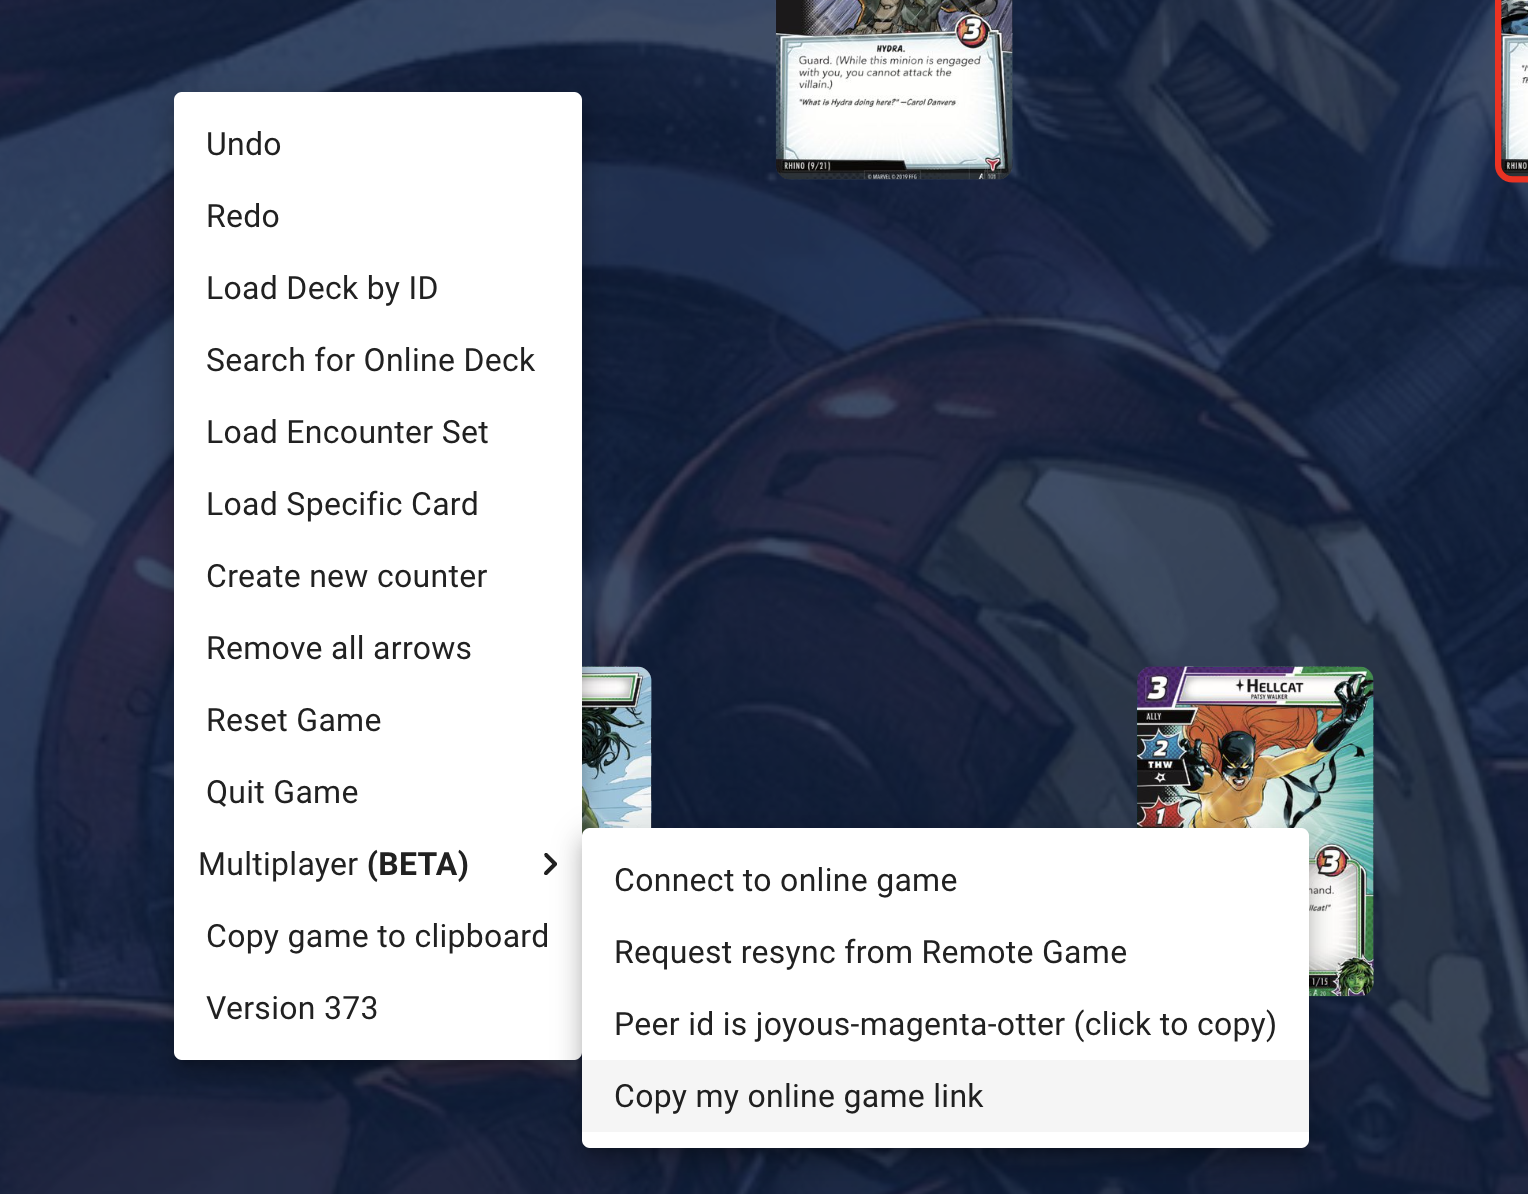 3
HYDRA.
Guard. (While this minion is engaged
with you, you cannot attack the
villain.)
"What is Hydra doing here?" —Carol Danvers
RHINO (9/21)
© MARVEL © 2019 FFG
RHINO
Undo
Redo
Load Deck by ID
Search for Online Deck
Load Encounter Set
Load Specific Card
Create new counter
Remove all arrows
Reset Game
Quit Game
Multiplayer (BETA)
Copy game to clipboard
Version 373
3
HELLCAT
PATSY WALKER
ALLY
2
THW
1
3
hand.
1/15
Connect to online game
Request resync from Remote Game
Peer id is joyous-magenta-otter (click to copy)
Copy my online game link